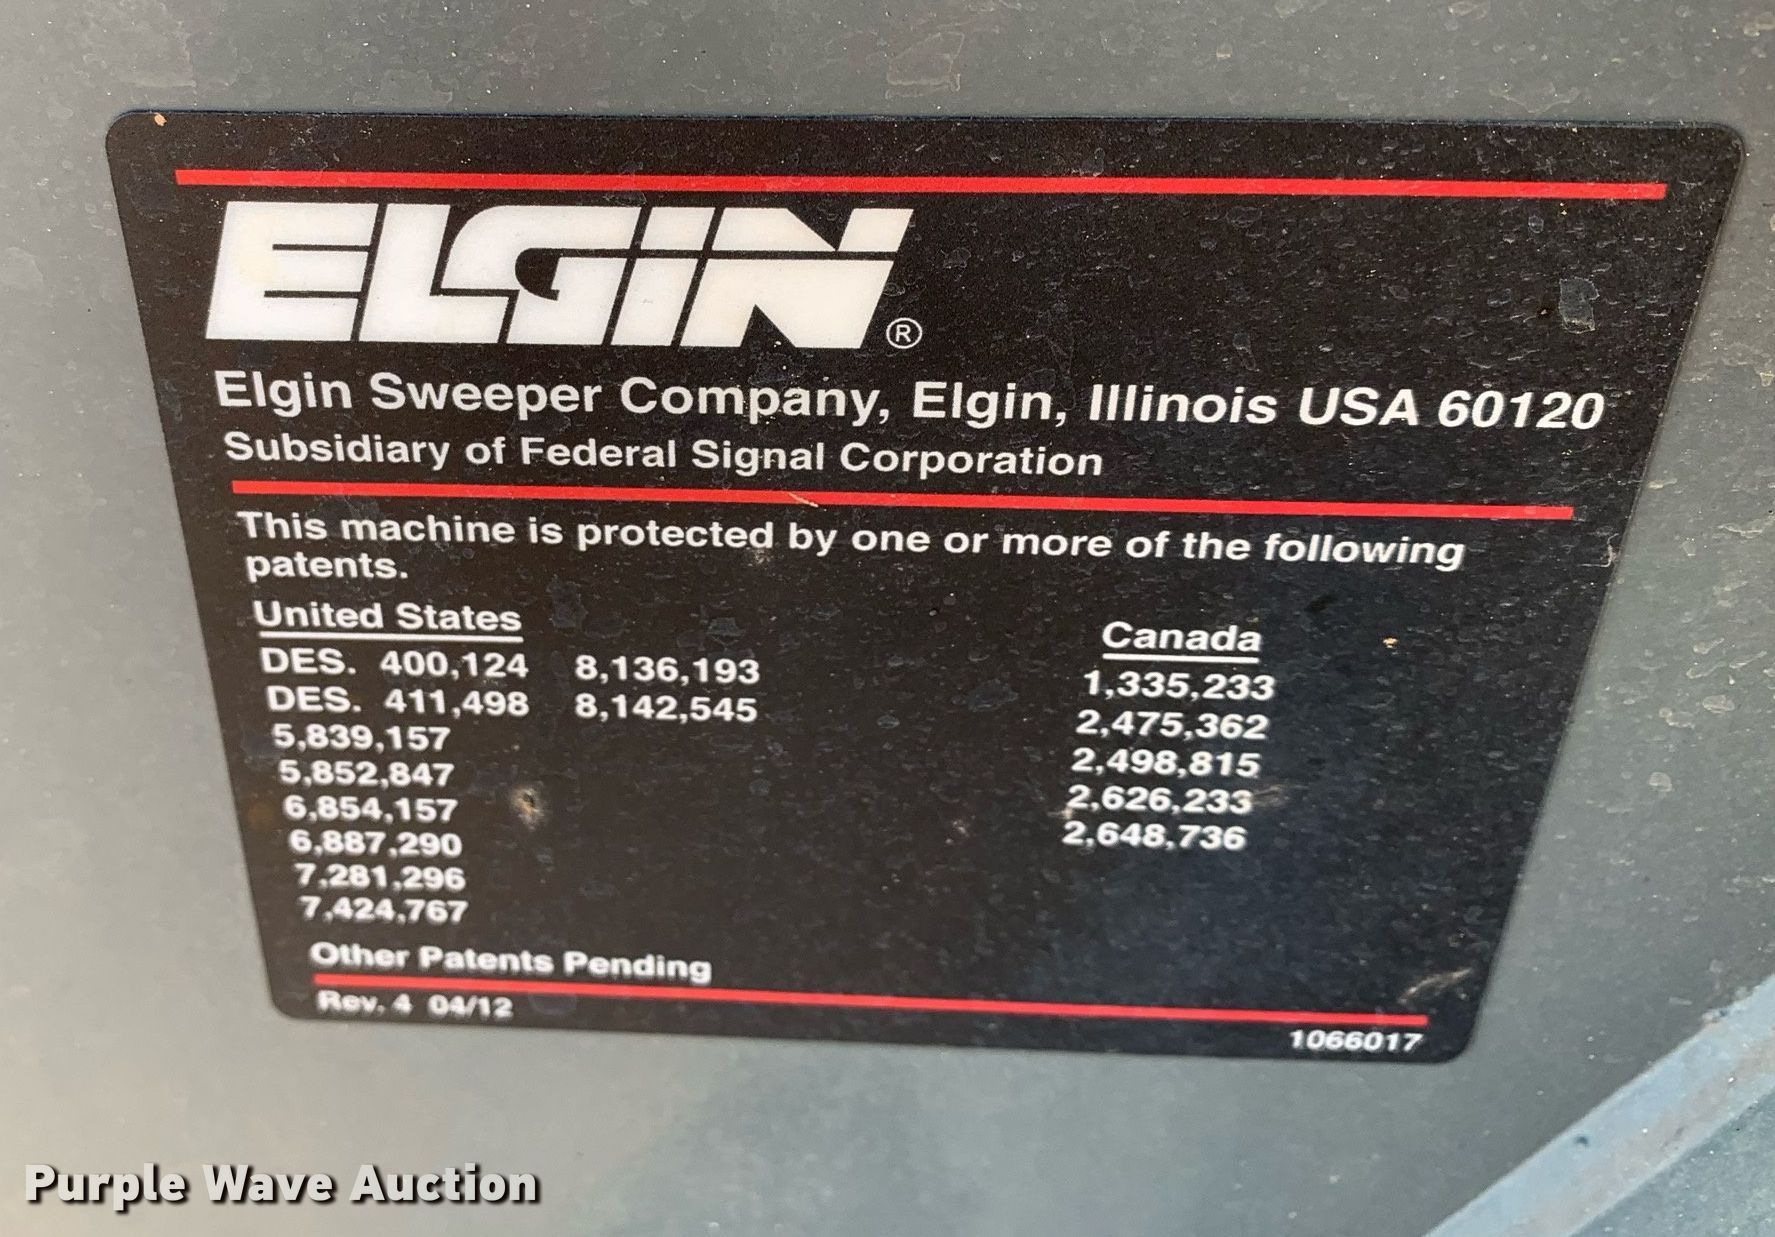 ELGIN®
Elgin Sweeper Company, Elgin, Illinois USA 60120
Subsidiary of Federal Signal Corporation
This machine is protected by one or more of the following
patents.
United States
DES. 400,124 8,136,193
DES. 411,498 8,142,545
5,839,157
5,852,847
6,854,157
6,887,290
7,281,296
7,424,767
Canada
1,335,233
2,475,362
2,498,815
2,626,233
2,648,736
Other Patents Pending
Rev. 4 04/12
1066017
Purple Wave Auction